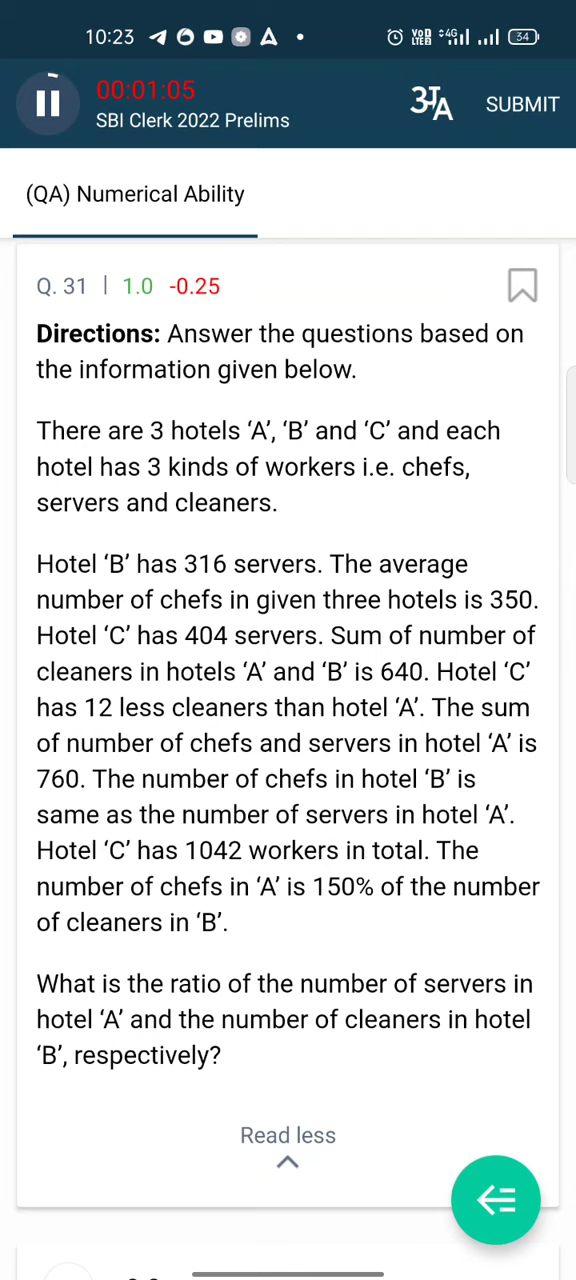 10:23
VoD LTE2 4G 34
00:01:05
SBI Clerk 2022 Prelims
SUBMIT
(QA) Numerical Ability
Q. 31 | 1.0 -0.25
Directions: Answer the questions based on
the information given below.
There are 3 hotels ‘A’, ‘B’ and ‘C’ and each
hotel has 3 kinds of workers i.e. chefs,
servers and cleaners.
Hotel ‘B’ has 316 servers. The average
number of chefs in given three hotels is 350.
Hotel ‘C’ has 404 servers. Sum of number of
cleaners in hotels ‘A’ and ‘B’ is 640. Hotel ‘C’
has 12 less cleaners than hotel ‘A’. The sum
of number of chefs and servers in hotel ‘A’ is
760. The number of chefs in hotel ‘B’ is
same as the number of servers in hotel ‘A’.
Hotel ‘C’ has 1042 workers in total. The
number of chefs in ‘A’ is 150% of the number
of cleaners in ‘B’.
What is the ratio of the number of servers in
hotel ‘A’ and the number of cleaners in hotel
‘B’, respectively?
Read less